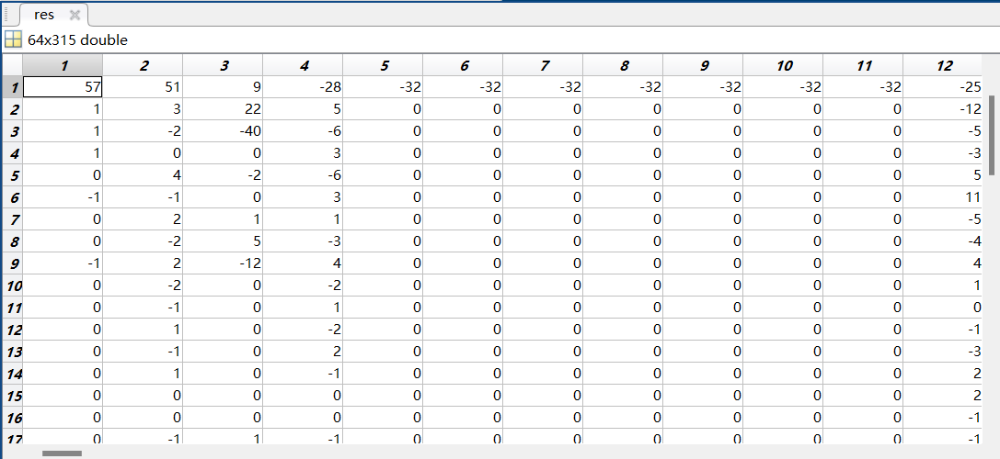 res
64x315 double
1 2 3 4 5 6 7 8 9 10 11 12
1 57 51 9 -28 -32 -32 -32 -32 -32 -32 -32 -25
2 1 3 22 5 0 0 0 0 0 0 0 -12
3 1 -2 -40 -6 0 0 0 0 0 0 0 -5
4 1 0 0 3 0 0 0 0 0 0 0 -3
5 0 4 -2 -6 0 0 0 0 0 0 0 5
6 -1 -1 0 3 0 0 0 0 0 0 0 11
7 0 2 1 1 0 0 0 0 0 0 0 -5
8 0 -2 5 -3 0 0 0 0 0 0 0 -4
9 -1 2 -12 4 0 0 0 0 0 0 0 4
10 0 -2 0 -2 0 0 0 0 0 0 0 1
11 0 -1 0 1 0 0 0 0 0 0 0 0
12 0 1 0 -2 0 0 0 0 0 0 0 -1
13 0 -1 0 2 0 0 0 0 0 0 0 -3
14 0 1 0 -1 0 0 0 0 0 0 0 2
15 0 0 0 0 0 0 0 0 0 0 0 2
16 0 0 0 0 0 0 0 0 0 0 0 -1
17 0 -1 1 -1 0 0 0 0 0 0 0 -1